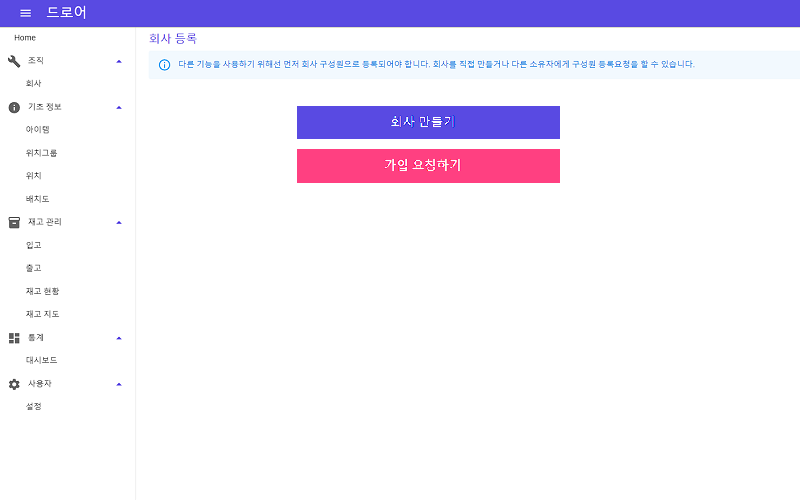 드로어
Home
조직
회사
기조 정보
아이템
위치그룹
위치
배치도
재고 관리
입고
출고
재고 현황
재고 지도
통계
대시보드
사용자
설정
회사 등록
다른 기능을 사용하기 위해선 먼저 회사 구성원으로 등록되어야 합니다. 회사를 직접 만들거나 다른 소유자에게 구성원 등록요청을 할 수 있습니다.
회사 만들기
가입 요청하기